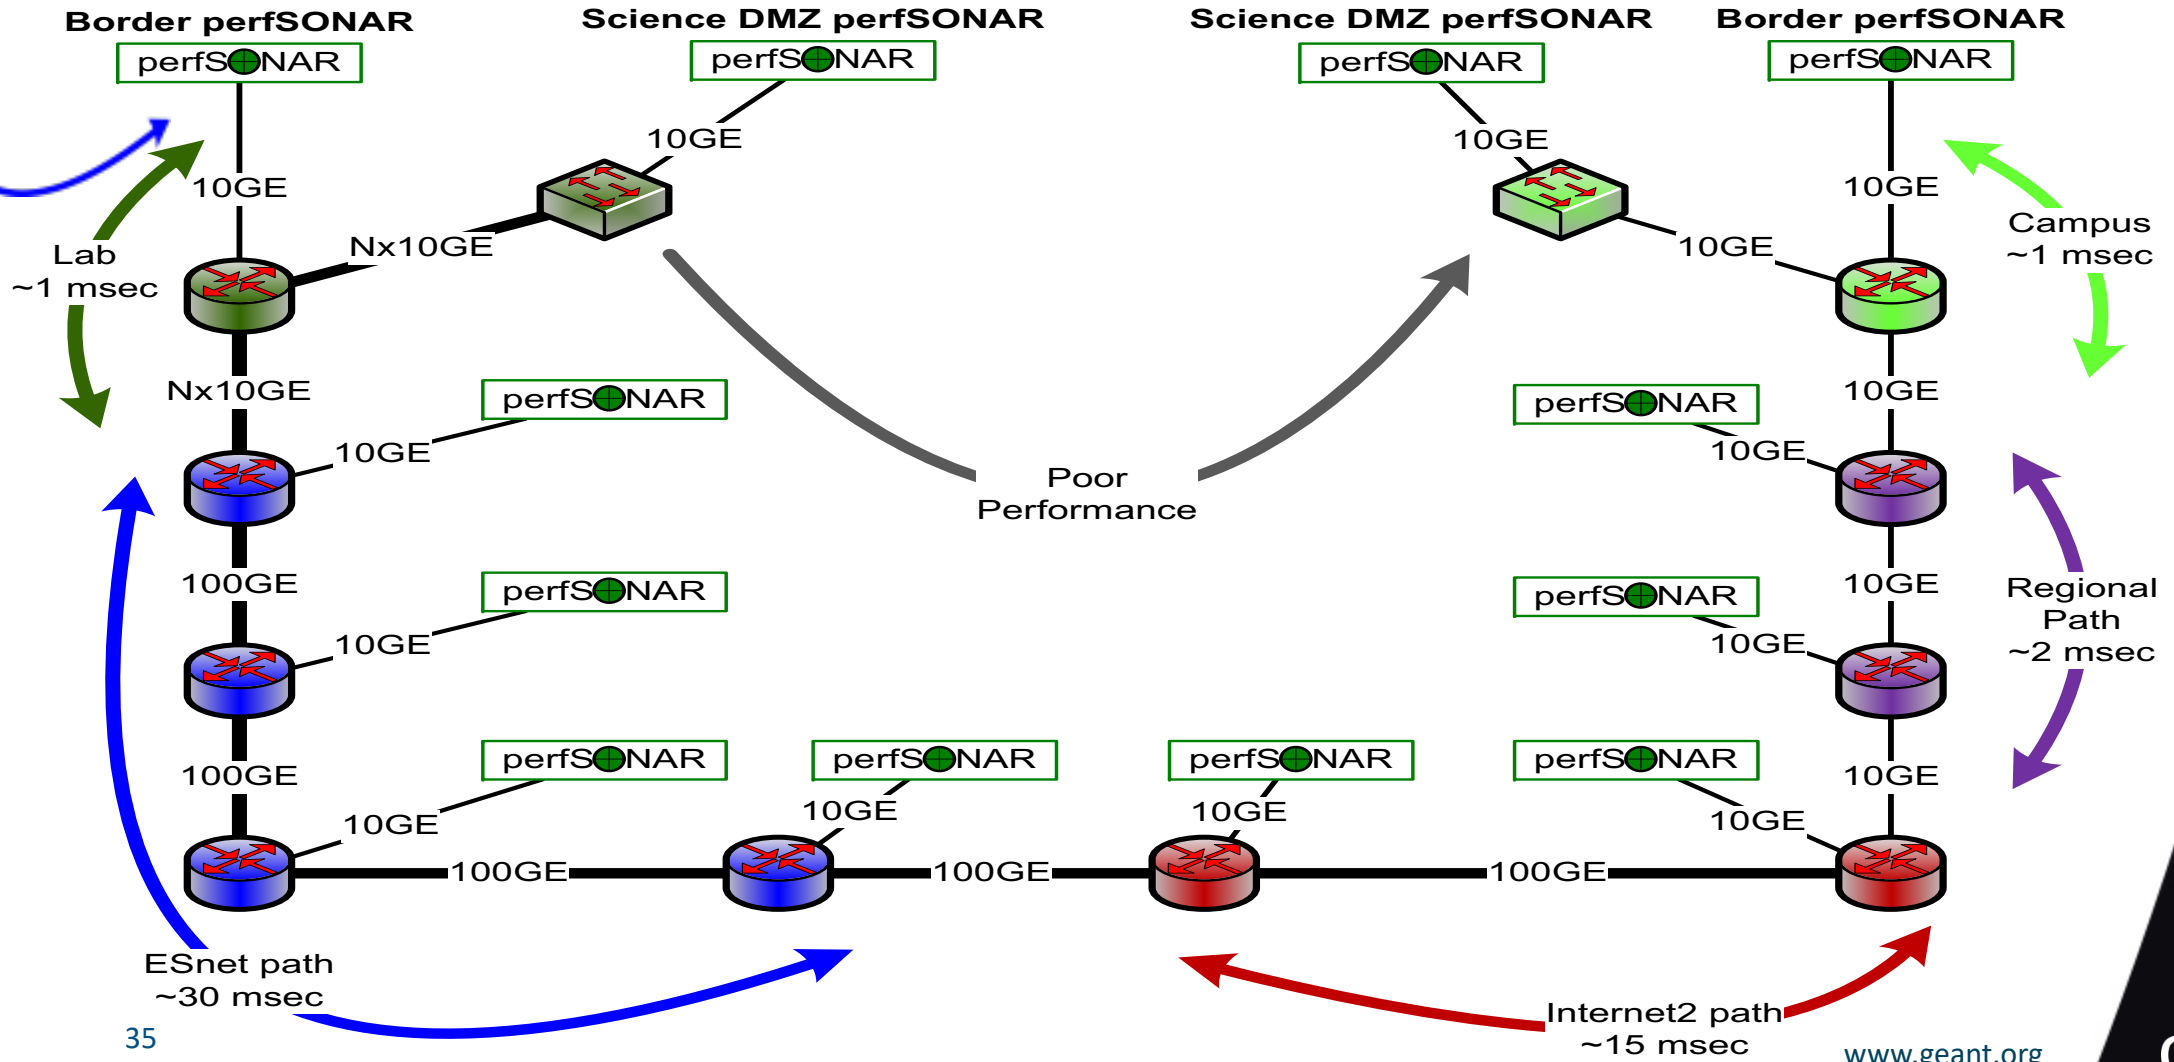 Border perfSONAR
Science DMZ perfSONAR
Science DMZ perfSONAR
Border perfSONAR
perfSONAR
perfSONAR
perfSONAR
perfSONAR
10GE
10GE
10GE
10GE
Nx10GE
10GE
Lab
~1 msec
Campus
~1 msec
Nx10GE
perfSONAR
10GE
perfSONAR
10GE
10GE
Poor
Performance
100GE
perfSONAR
10GE
perfSONAR
10GE
10GE
Regional
Path
~2 msec
100GE
perfSONAR
10GE
perfSONAR
10GE
perfSONAR
10GE
perfSONAR
10GE
10GE
100GE
100GE
100GE
ESnet path
~30 msec
Internet2 path
~15 msec
35
www.geant.org